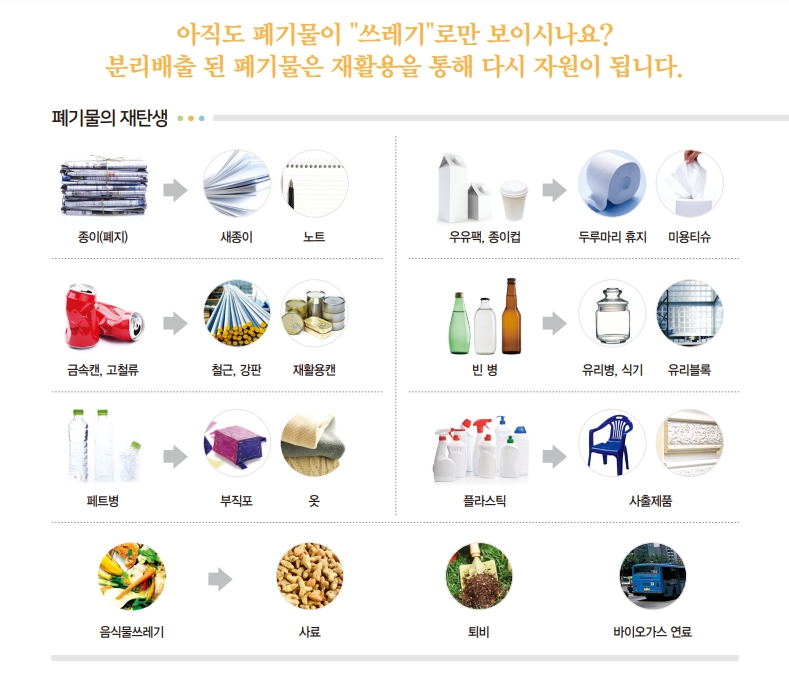 아직도 폐기물이 "쓰레기"로만 보이시나요?
분리배출 된 폐기물은 재활용을 통해 다시 자원이 됩니다.
폐기물의 재탄생
종이(폐지)
새종이
노트
우유팩, 종이컵
두루마리 휴지
미용티슈
금속캔, 고철류
철근, 강판
재활용캔
빈 병
유리병, 식기
유리블록
페트병
부직포
옷
플라스틱
사출제품
음식물쓰레기
사료
퇴비
바이오가스 연료